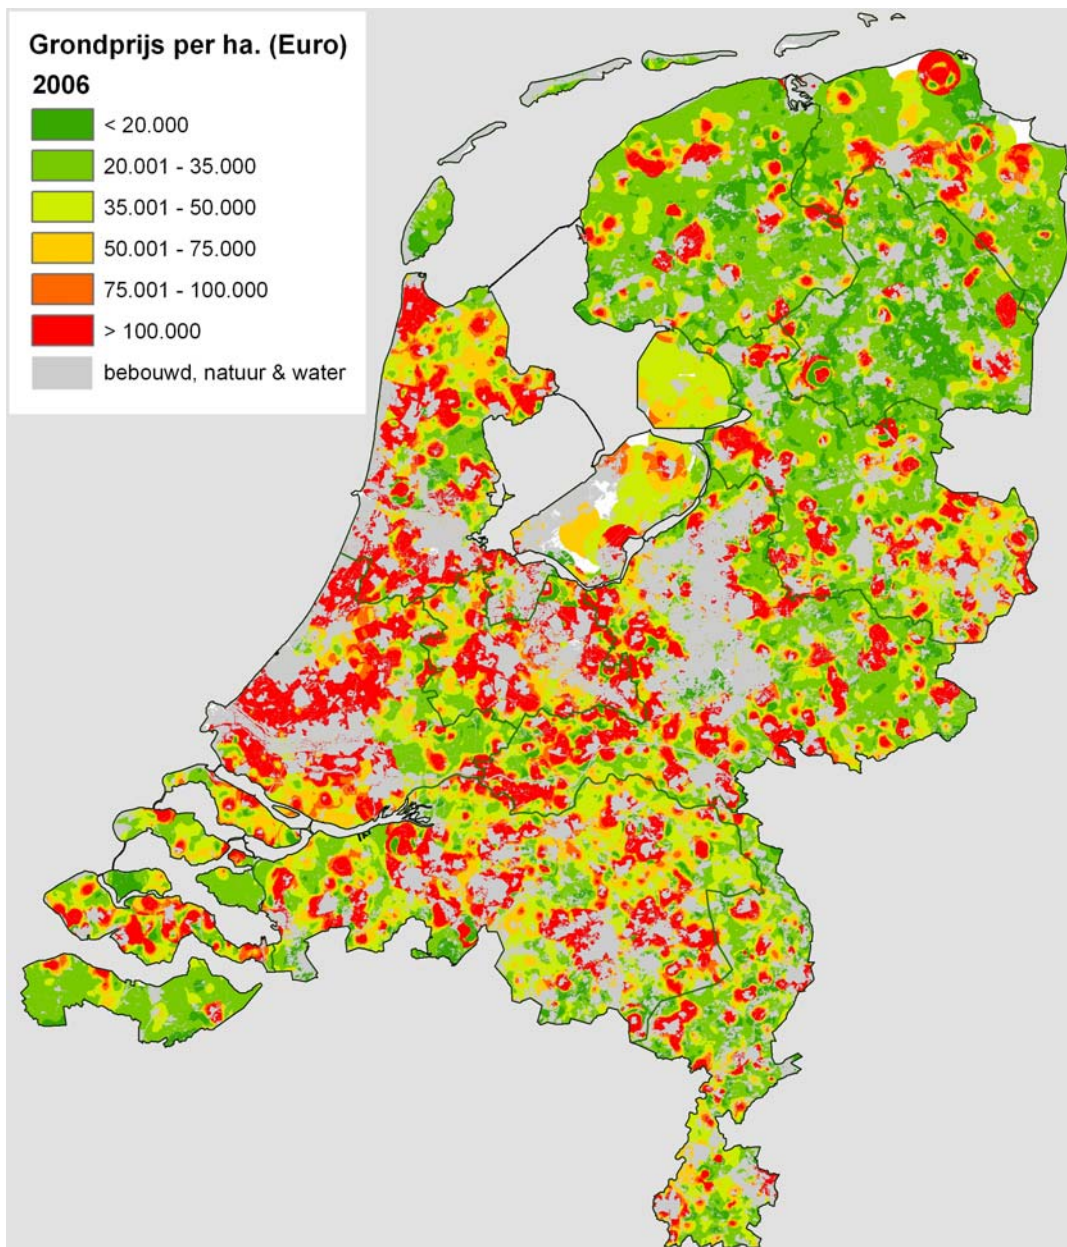 Grondprijs per ha. (Euro)
2006
< 20.000
20.001 - 35.000
35.001 - 50.000
50.001 - 75.000
75.001 - 100.000
> 100.000
bebouwd, natuur & water